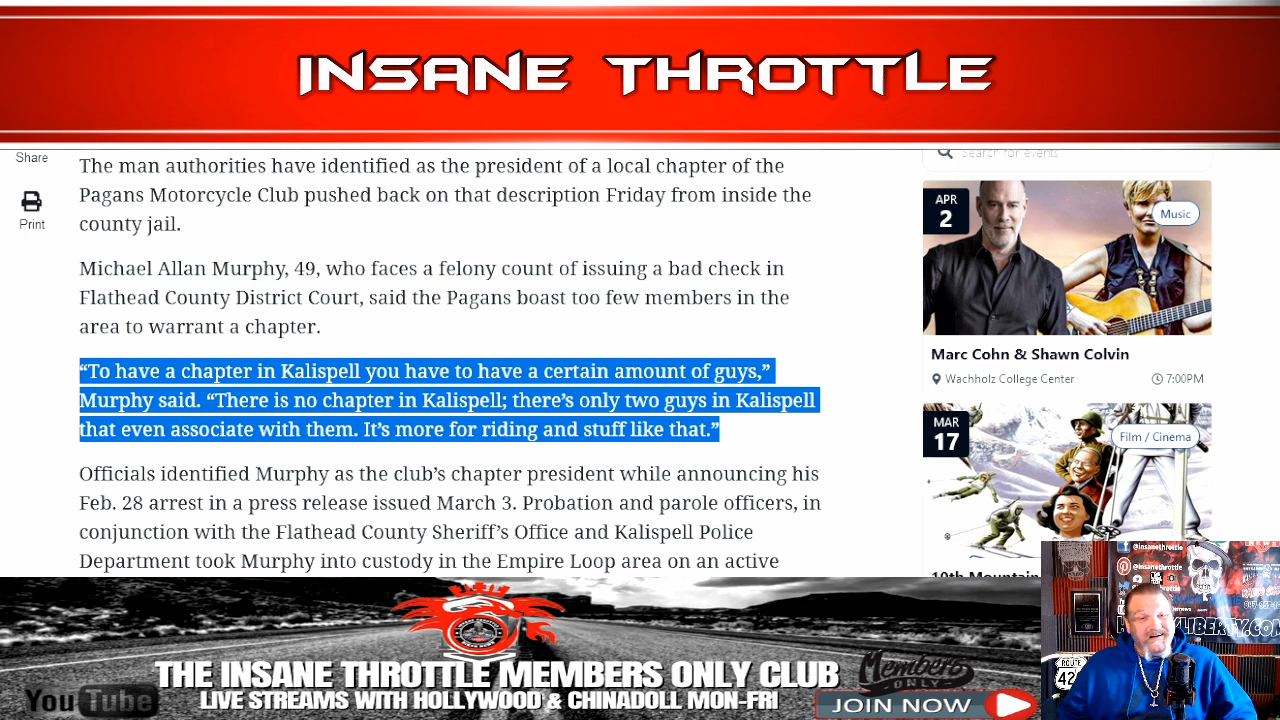 INSANE THROTTLE
Share
Print
The man authorities have identified as the president of a local chapter of the
Pagans Motorcycle Club pushed back on that description Friday from inside the
county jail.
Michael Allan Murphy, 49, who faces a felony count of issuing a bad check in
Flathead County District Court, said the Pagans boast too few members in the
area to warrant a chapter.
“To have a chapter in Kalispell you have to have a certain amount of guys,”
Murphy said. “There is no chapter in Kalispell; there’s only two guys in Kalispell
that even associate with them. It’s more for riding and stuff like that.”
Officials identified Murphy as the club’s chapter president while announcing his
Feb. 28 arrest in a press release issued March 3. Probation and parole officers, in
conjunction with the Flathead County Sheriff’s Office and Kalispell Police
Department took Murphy into custody in the Empire Loop area on an active
Search for events
APR
2
Music
Marc Cohn & Shawn Colvin
Wachholz College Center
7:00PM
MAR
17
Film / Cinema
10th Mountain
THE INSANE THROTTLE MEMBERS ONLY CLUB
LIVE STREAMS WITH HOLLYWOOD & CHINADOLL MON-FRI
YouTube
Members
ONLY
JOIN NOW
@insanethrottle
@insanethrottle
ROUTE